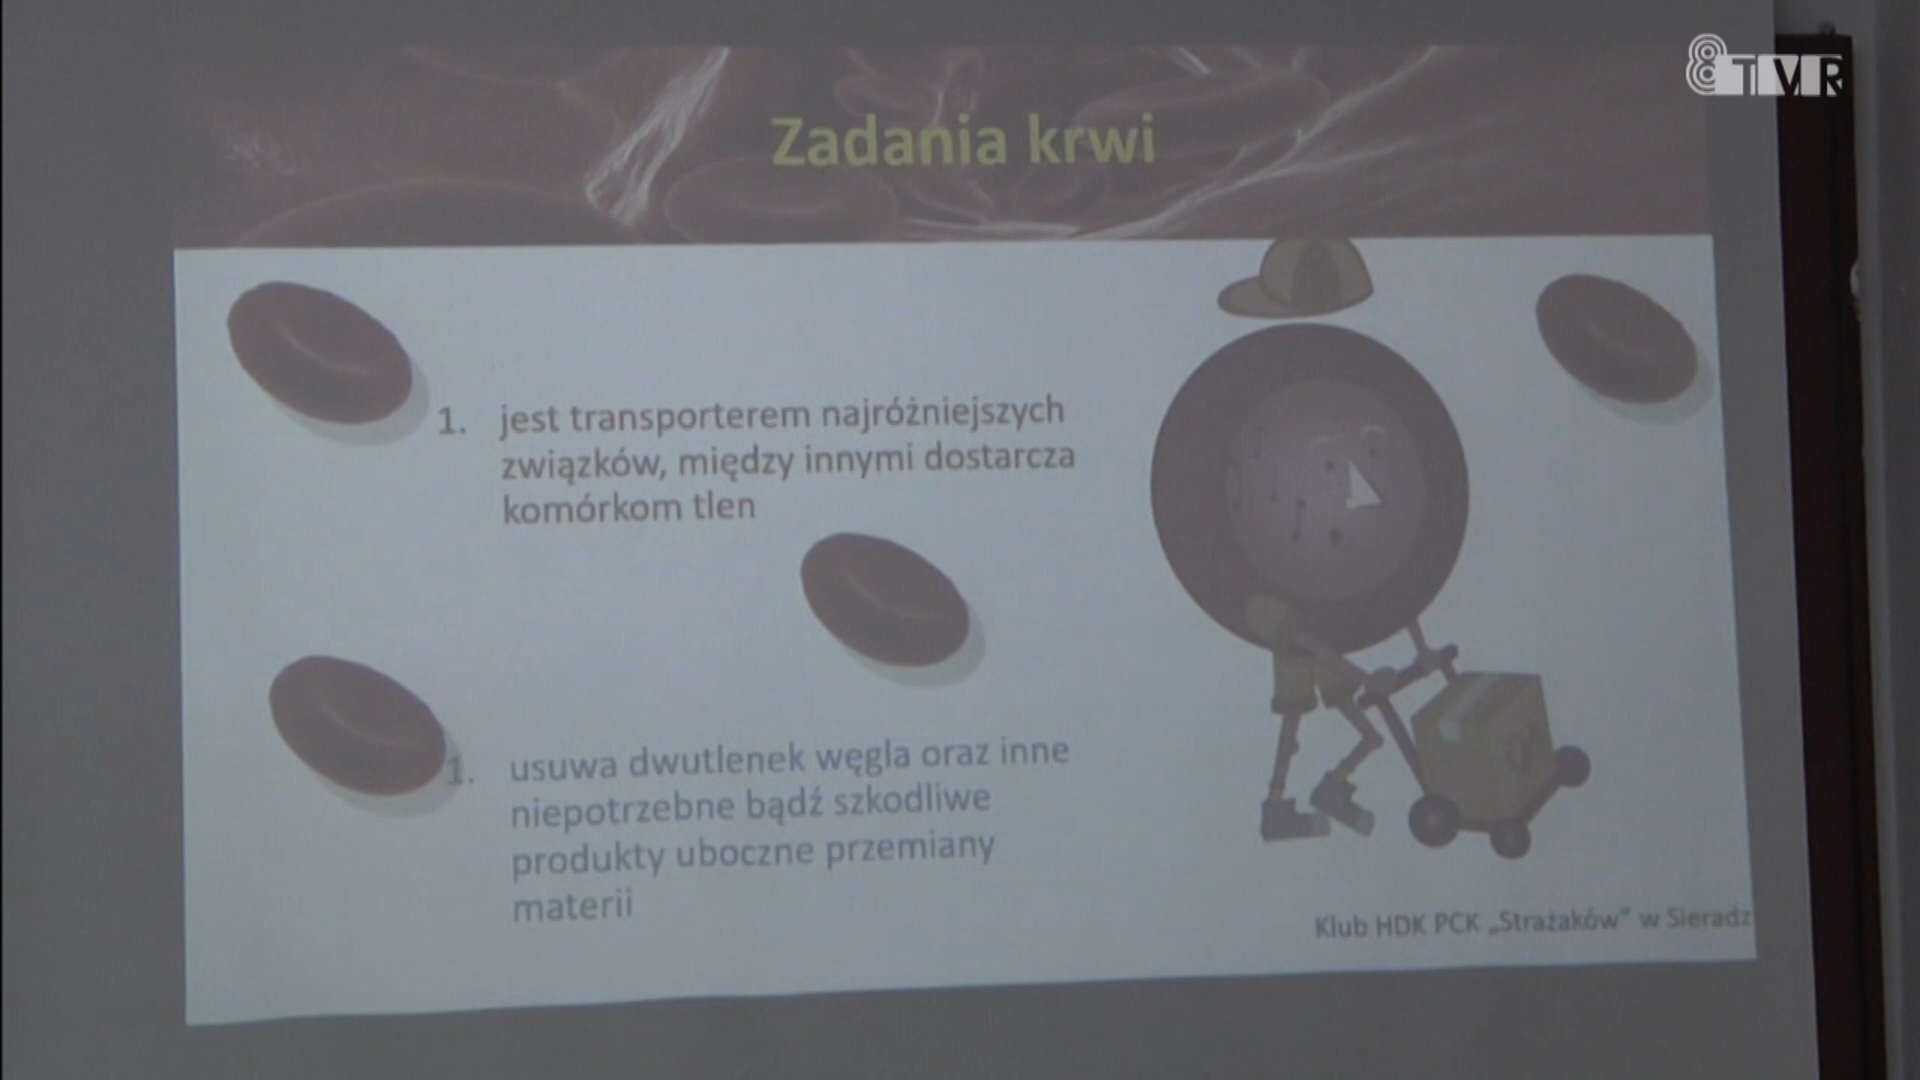 8TVR
Zadania krwi
1. jest transporterem najróżniejszych
związków, między innymi dostarcza
komórkom tlen
1. usuwa dwutlenek węgla oraz inne
niepotrzebne bądź szkodliwe
produkty uboczne przemiany
materii
Klub HDK PCK „Strażaków” w Sieradz